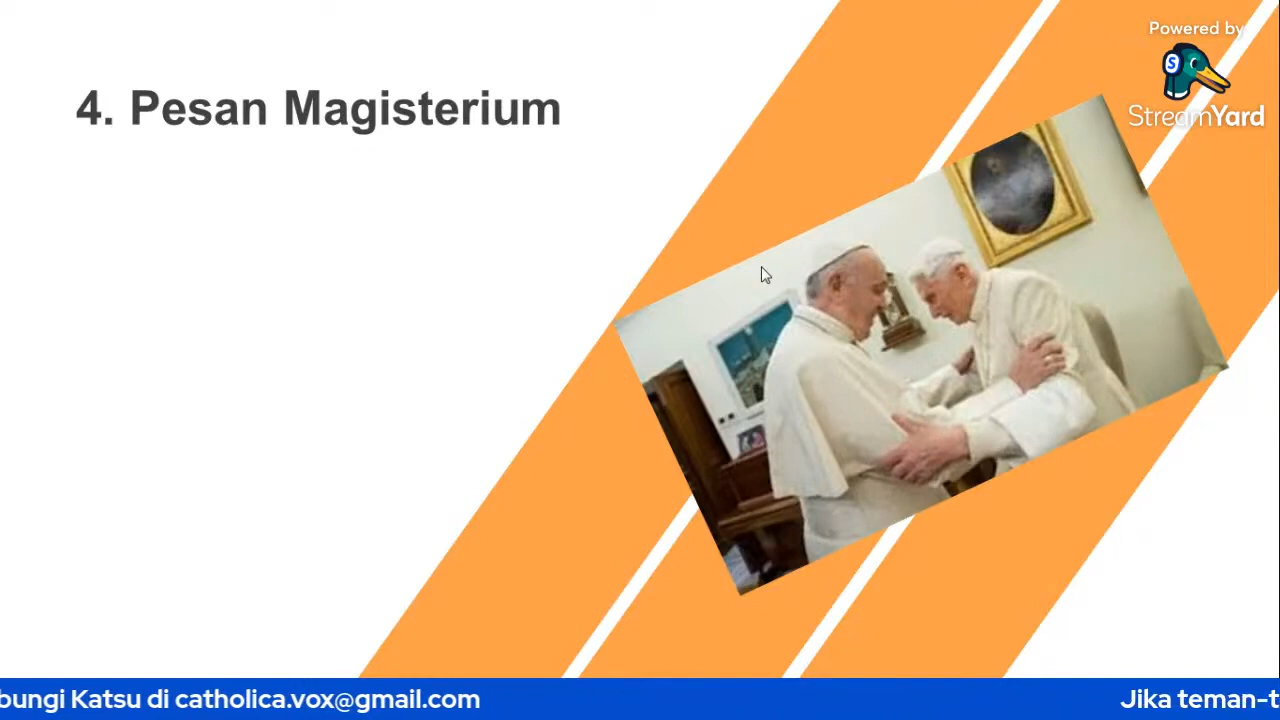 Powered by
StreamYard
4. Pesan Magisterium
bungi Katsu di catholica.vox@gmail.com
Jika teman-t